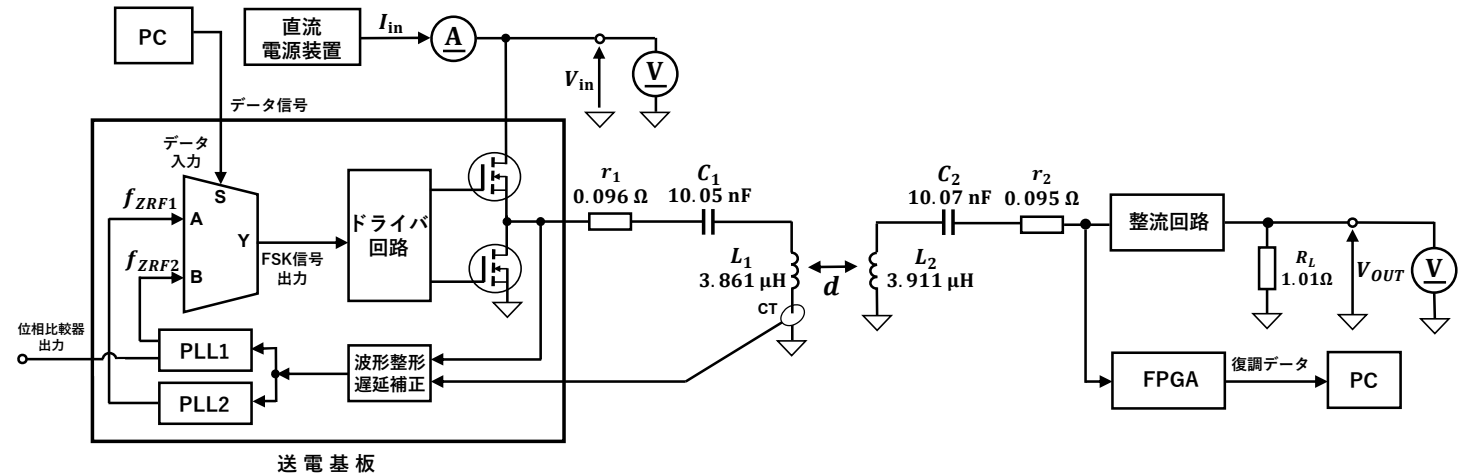 PC
直流
電源装置
I_in
A
V
V_in
データ信号
データ
入力
S
f_ZRF1
A
Y
f_ZRF2
B
FSK信号
出力
ドライバ
回路
r_1
0.096 Ω
C_1
10.05 nF
L_1
3.861 μH
CT
d
C_2
10.07 nF
r_2
0.095 Ω
L_2
3.911 μH
整流回路
R_L
1.01Ω
V_OUT
V
位相比較器
出力
PLL1
PLL2
波形整形
遅延補正
FPGA
復調データ
PC
送電基板